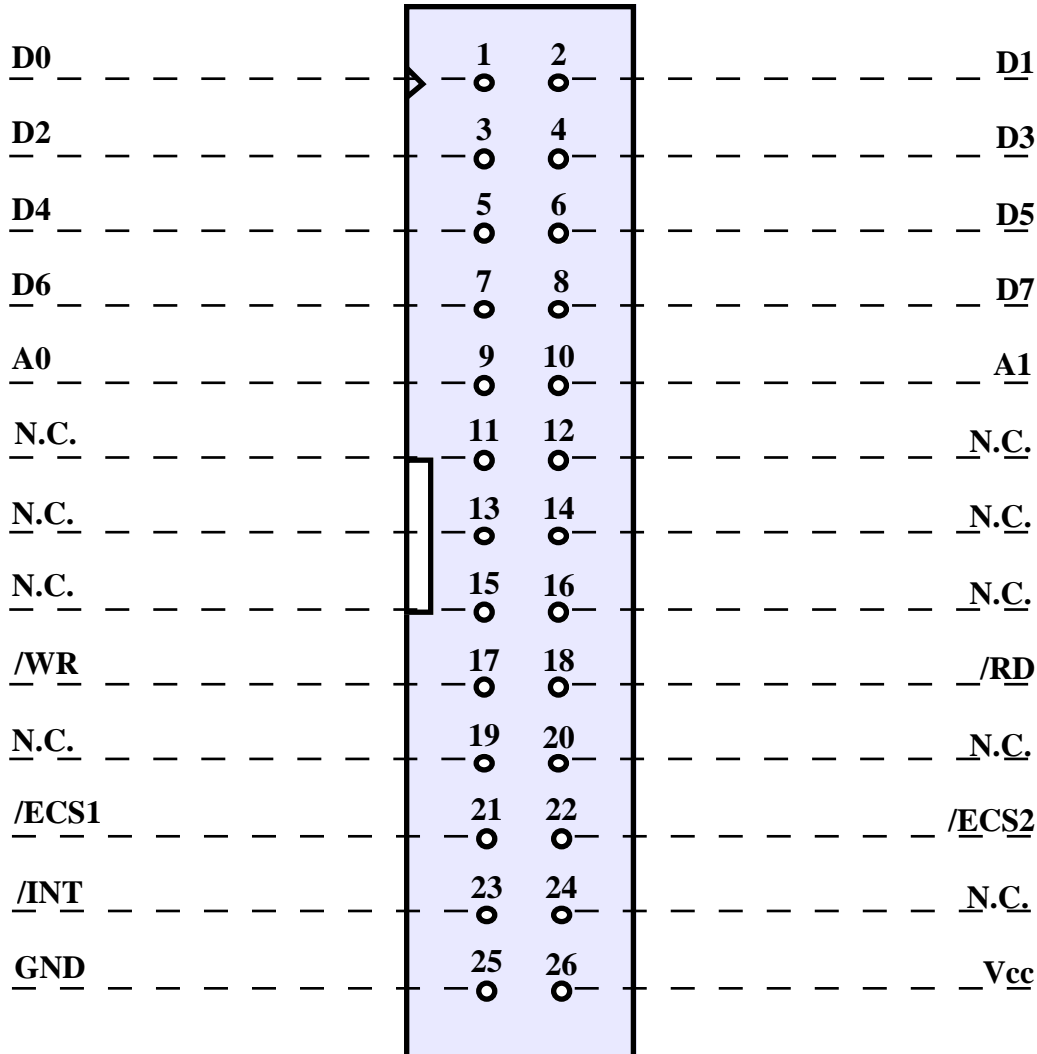 D0 1 2 D1
D2 3 4 D3
D4 5 6 D5
D6 7 8 D7
A0 9 10 A1
N.C. 11 12 N.C.
N.C. 13 14 N.C.
N.C. 15 16 N.C.
/WR 17 18 /RD
N.C. 19 20 N.C.
/ECS1 21 22 /ECS2
/INT 23 24 N.C.
GND 25 26 Vcc